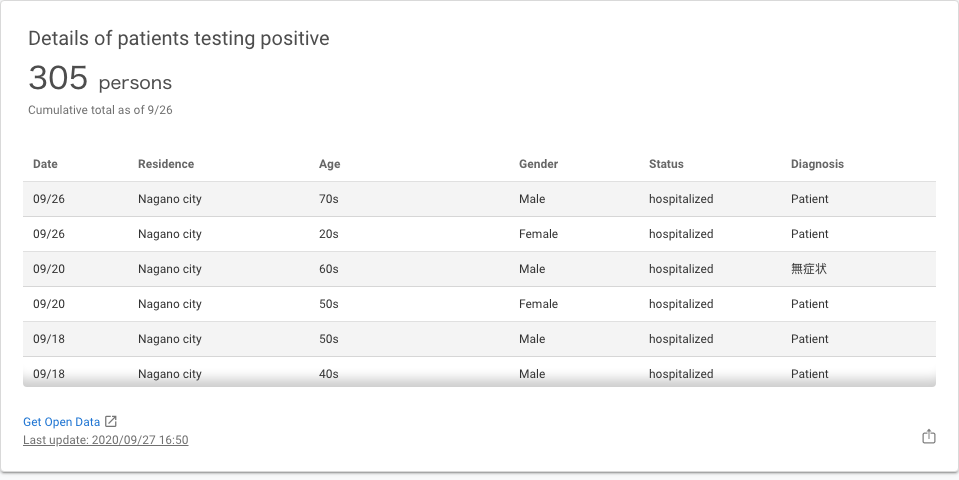 Details of patients testing positive
305 persons
Cumulative total as of 9/26
Date Residence Age Gender Status Diagnosis
09/26 Nagano city 70s Male hospitalized Patient
09/26 Nagano city 20s Female hospitalized Patient
09/20 Nagano city 60s Male hospitalized 無症状
09/20 Nagano city 50s Female hospitalized Patient
09/18 Nagano city 50s Male hospitalized Patient
09/18 Nagano city 40s Male hospitalized Patient
Get Open Data
Last update: 2020/09/27 16:50